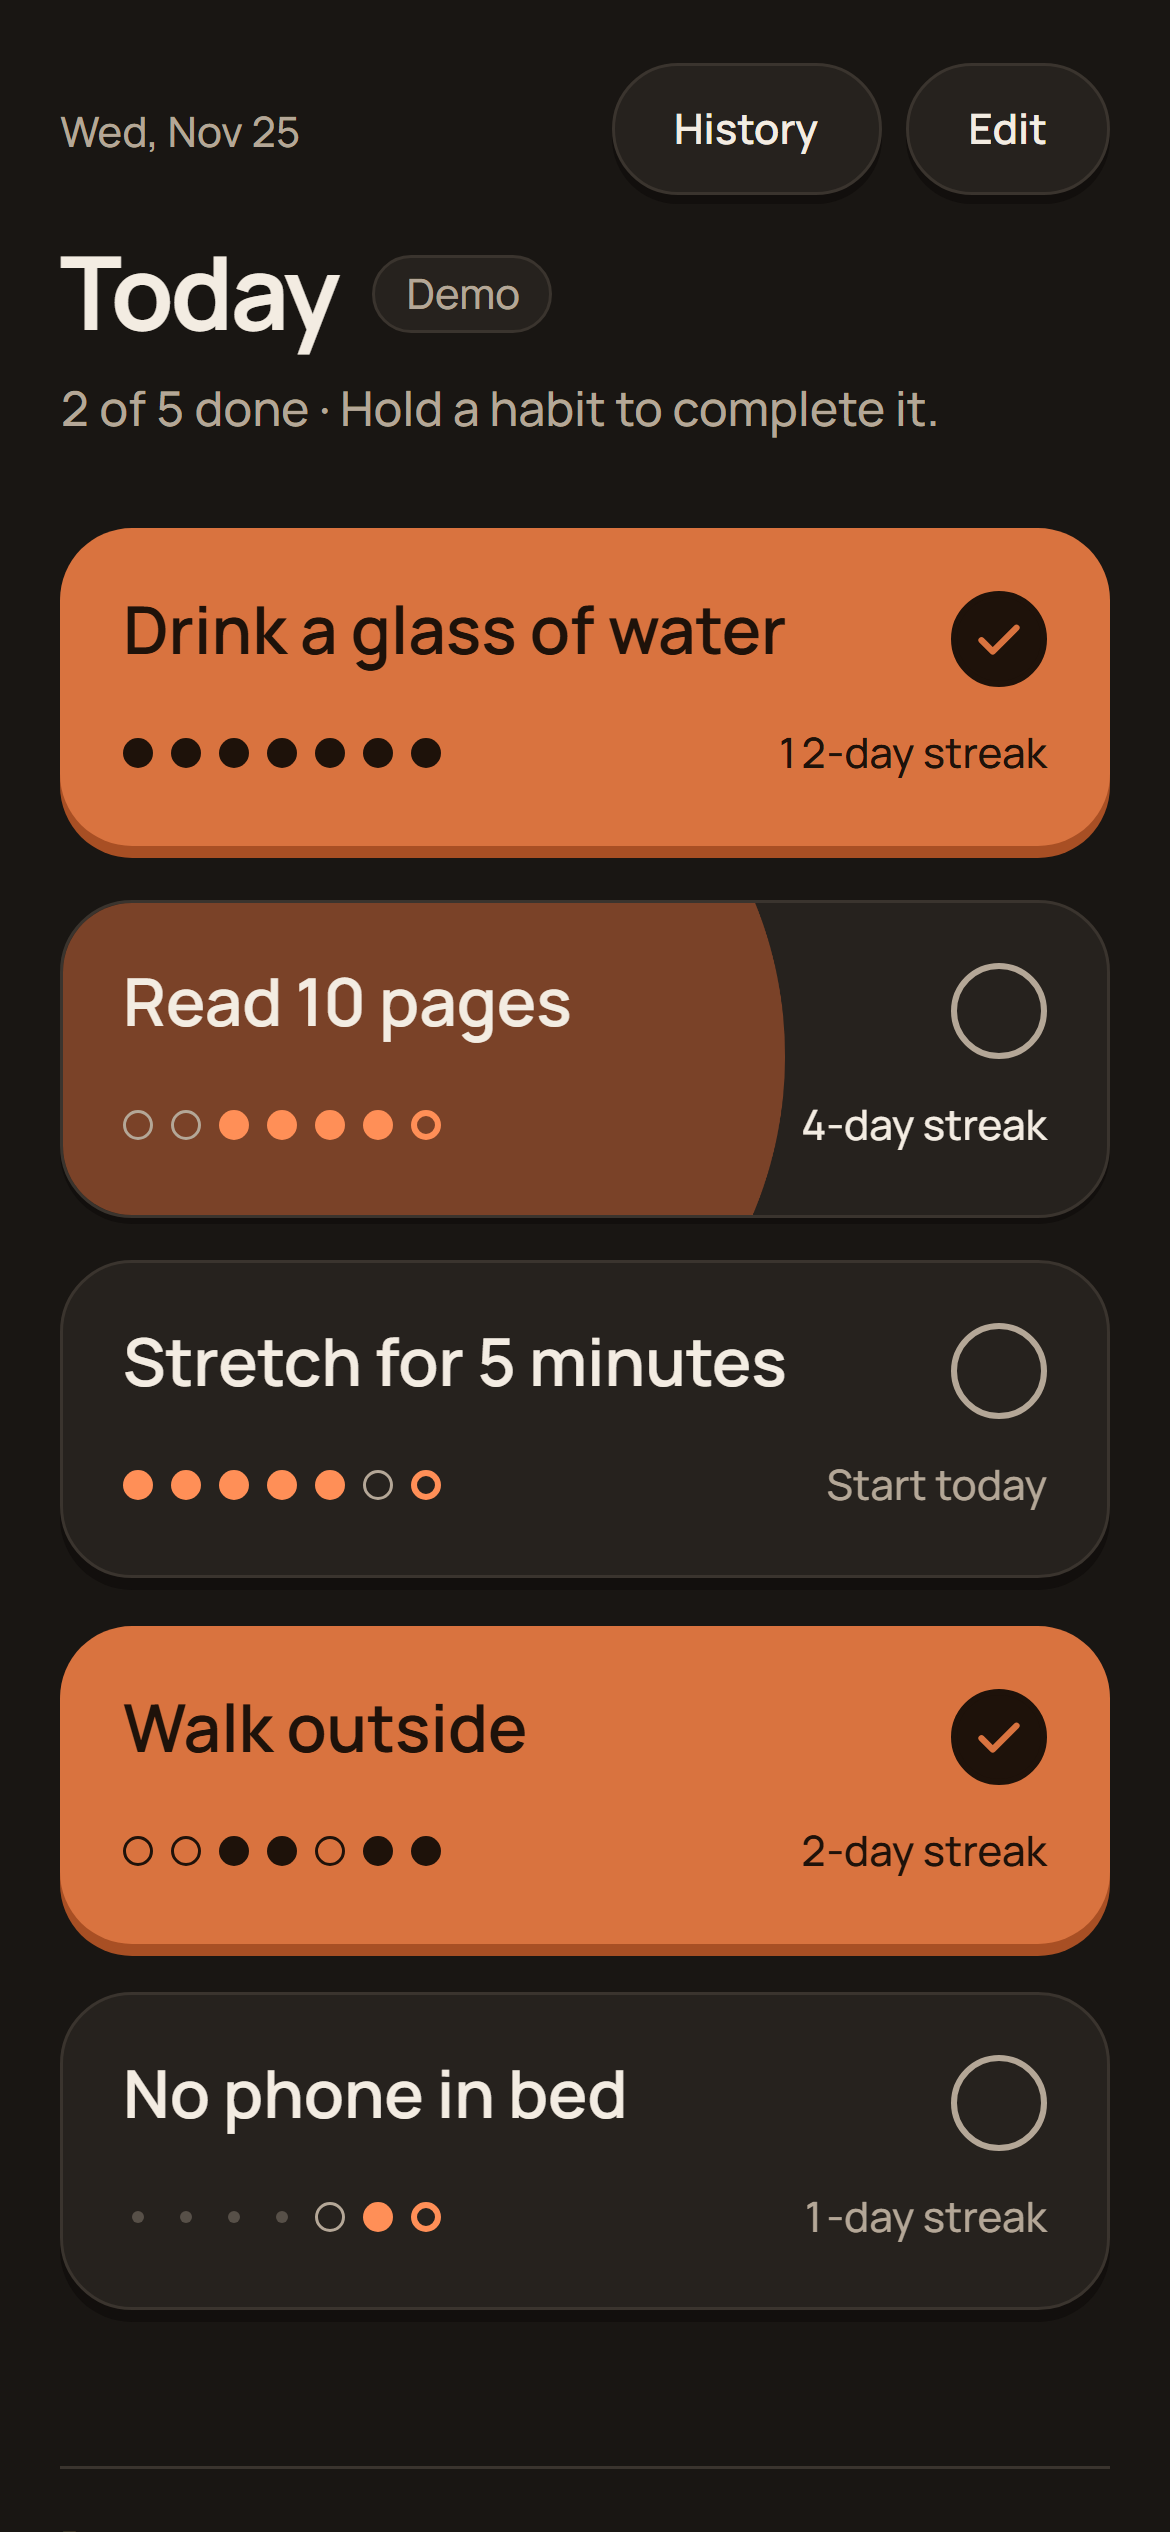 Wed, Nov 25
History
Edit
Today
Demo
2 of 5 done · Hold a habit to complete it.
Drink a glass of water
12-day streak
Read 10 pages
4-day streak
Stretch for 5 minutes
Start today
Walk outside
2-day streak
No phone in bed
1-day streak